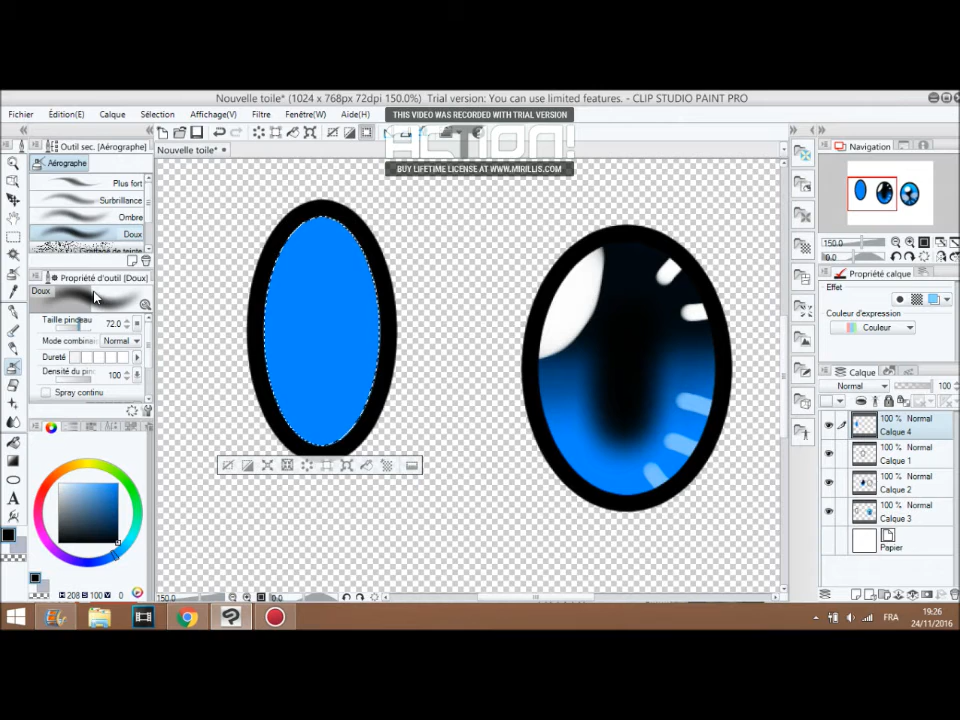 Nouvelle toile* (1024 x 768px 72dpi 150.0%) Trial version: You can use limited features. - CLIP STUDIO PAINT PRO
Fichier Édition(E) Calque Sélection Affichage(V) Filtre Fenêtre(W) Aide(H)
THIS VIDEO WAS RECORDED WITH TRIAL VERSION
ACTION!
BUY LIFETIME LICENSE AT WWW.MIRILLIS.COM
Outil sec. [Aérographe]
Nouvelle toile*
Navigation
Aérographe
Plus fort
Surbrillance
Ombre
Doux
150.0
0.0
Propriété d'outil [Doux]
Doux
Taille pinceau 72.0
Mode combinai Normal
Dureté
Densité du pin 100
Spray continu
Propriété calque
Effet
Couleur d'expression
Couleur
Calque
Normal 100
100 % Normal
Calque 4
100 % Normal
Calque 1
100 % Normal
Calque 2
100 % Normal
Calque 3
Papier
H 208 S 100 V 0
150.0 0.0
FRA
19:26
24/11/2016